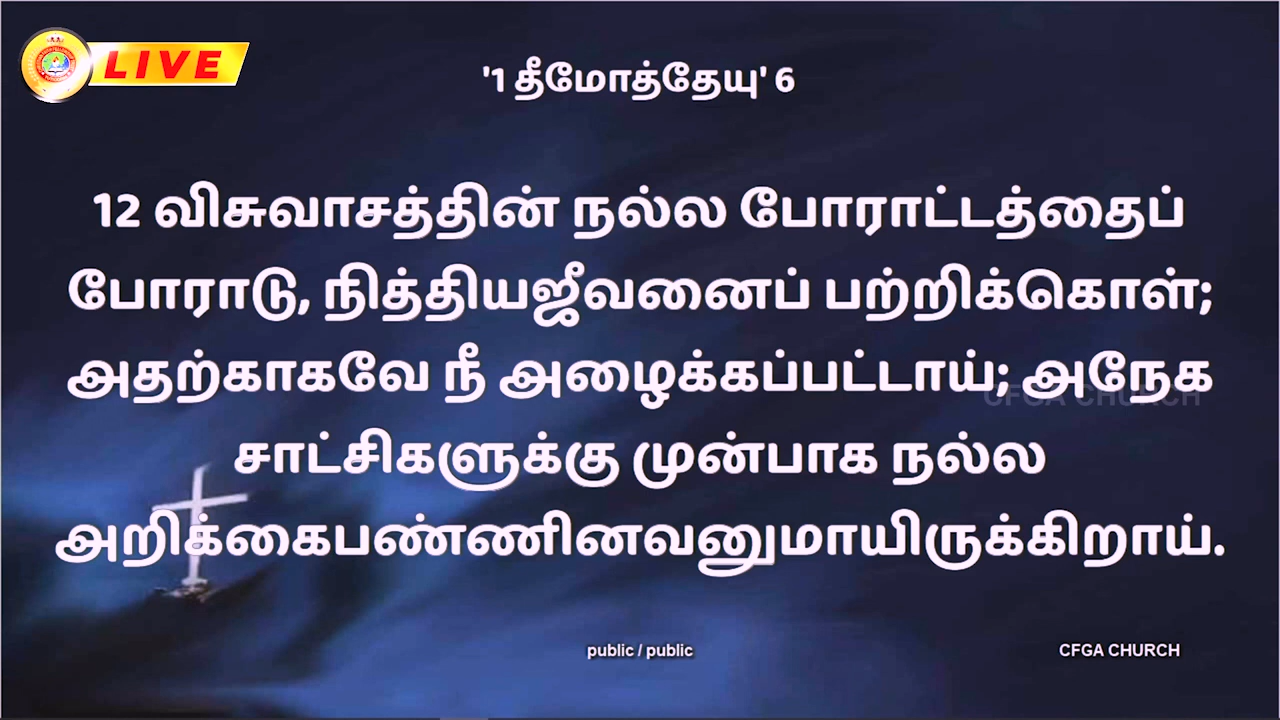 LIVE
'1 தீமோத்தேயு' 6
12 விசுவாசத்தின் நல்ல போராட்டத்தைப்
போராடு, நித்தியஜீவனைப் பற்றிக்கொள்;
அதற்காகவே நீ அழைக்கப்பட்டாய்; அநேக
CFGA CHURCH
சாட்சிகளுக்கு முன்பாக நல்ல
அறிக்கைபண்ணினவனுமாயிருக்கிறாய்.
public / public
CFGA CHURCH